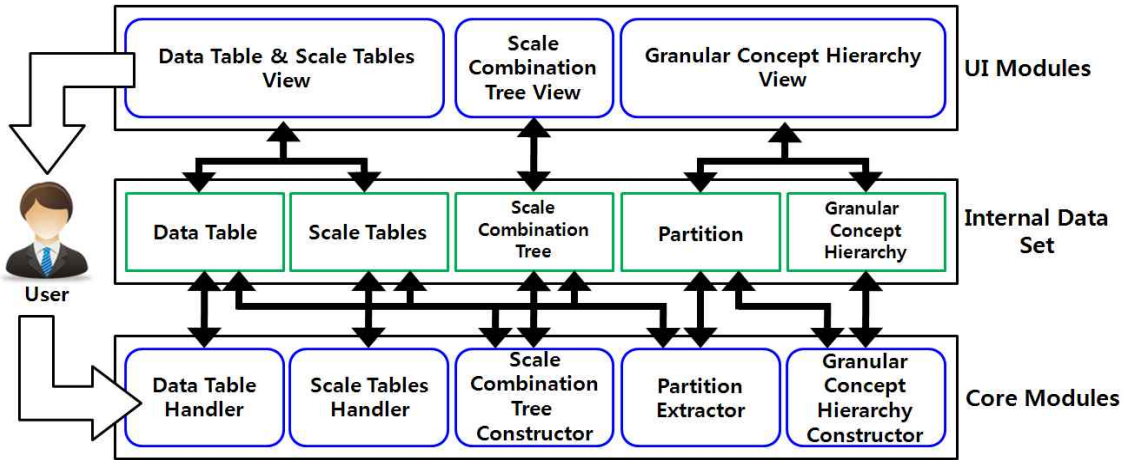 Data Table & Scale Tables
View
Scale
Combination
Tree View
Granular Concept Hierarchy
View
UI Modules
Data Table
Scale Tables
Scale
Combination
Tree
Partition
Granular
Concept
Hierarchy
Internal Data
Set
User
Data Table
Handler
Scale Tables
Handler
Scale
Combination
Tree
Constructor
Partition
Extractor
Granular
Concept
Hierarchy
Constructor
Core Modules